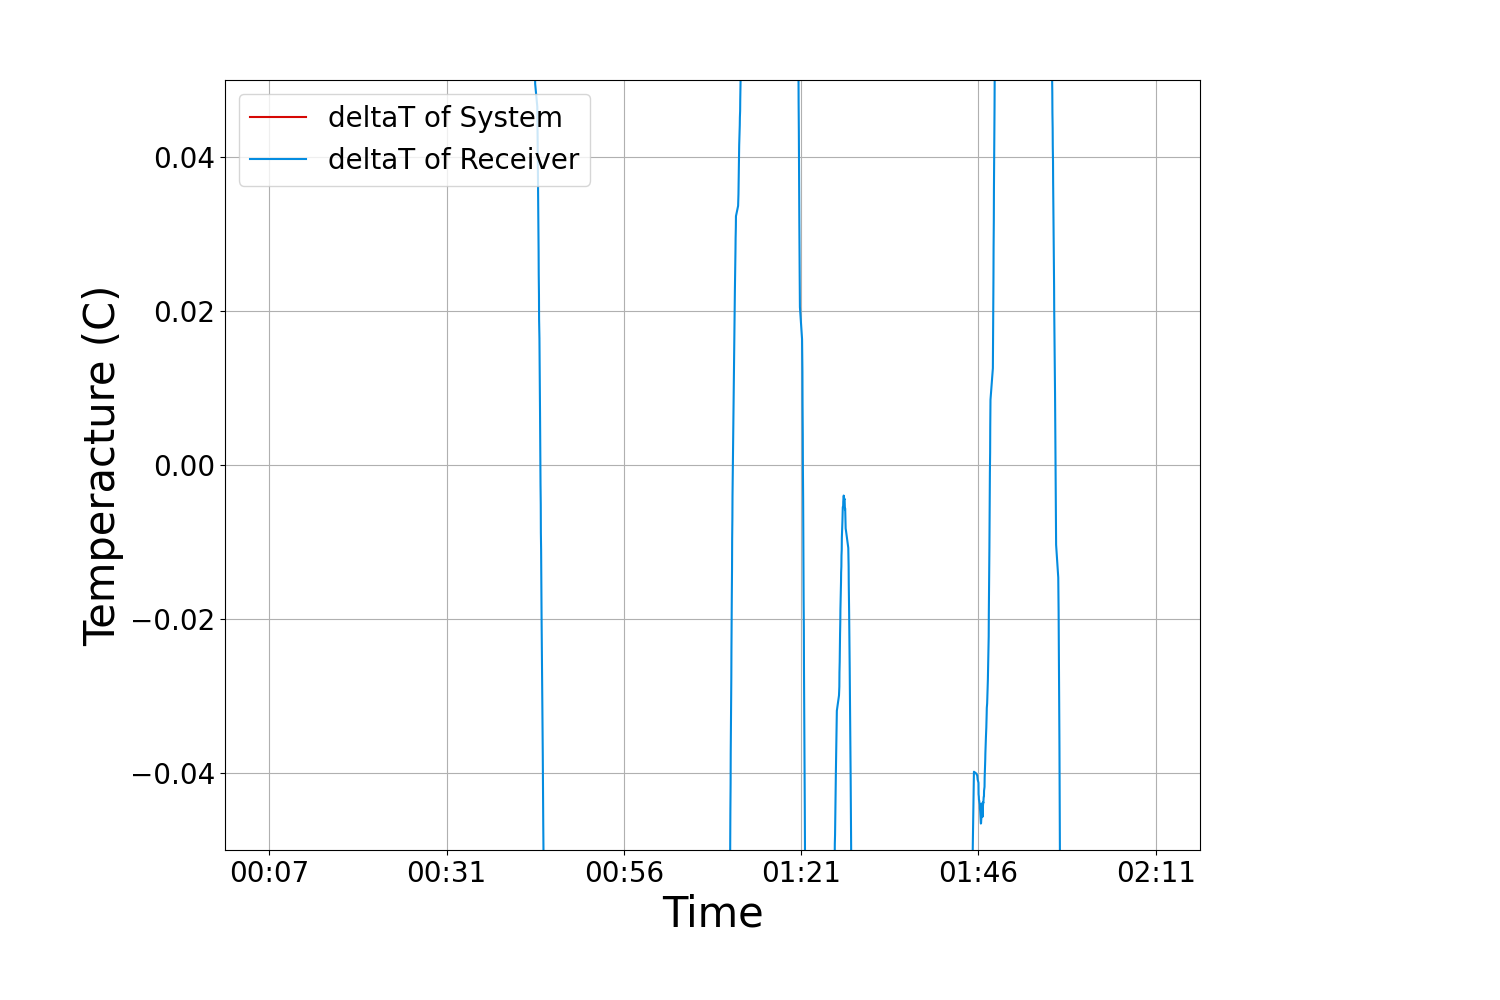 deltaT of System
deltaT of Receiver
0.04
0.02
0.00
−0.02
−0.04
Temperacture (C)
00:07 00:31 00:56 01:21 01:46 02:11
Time